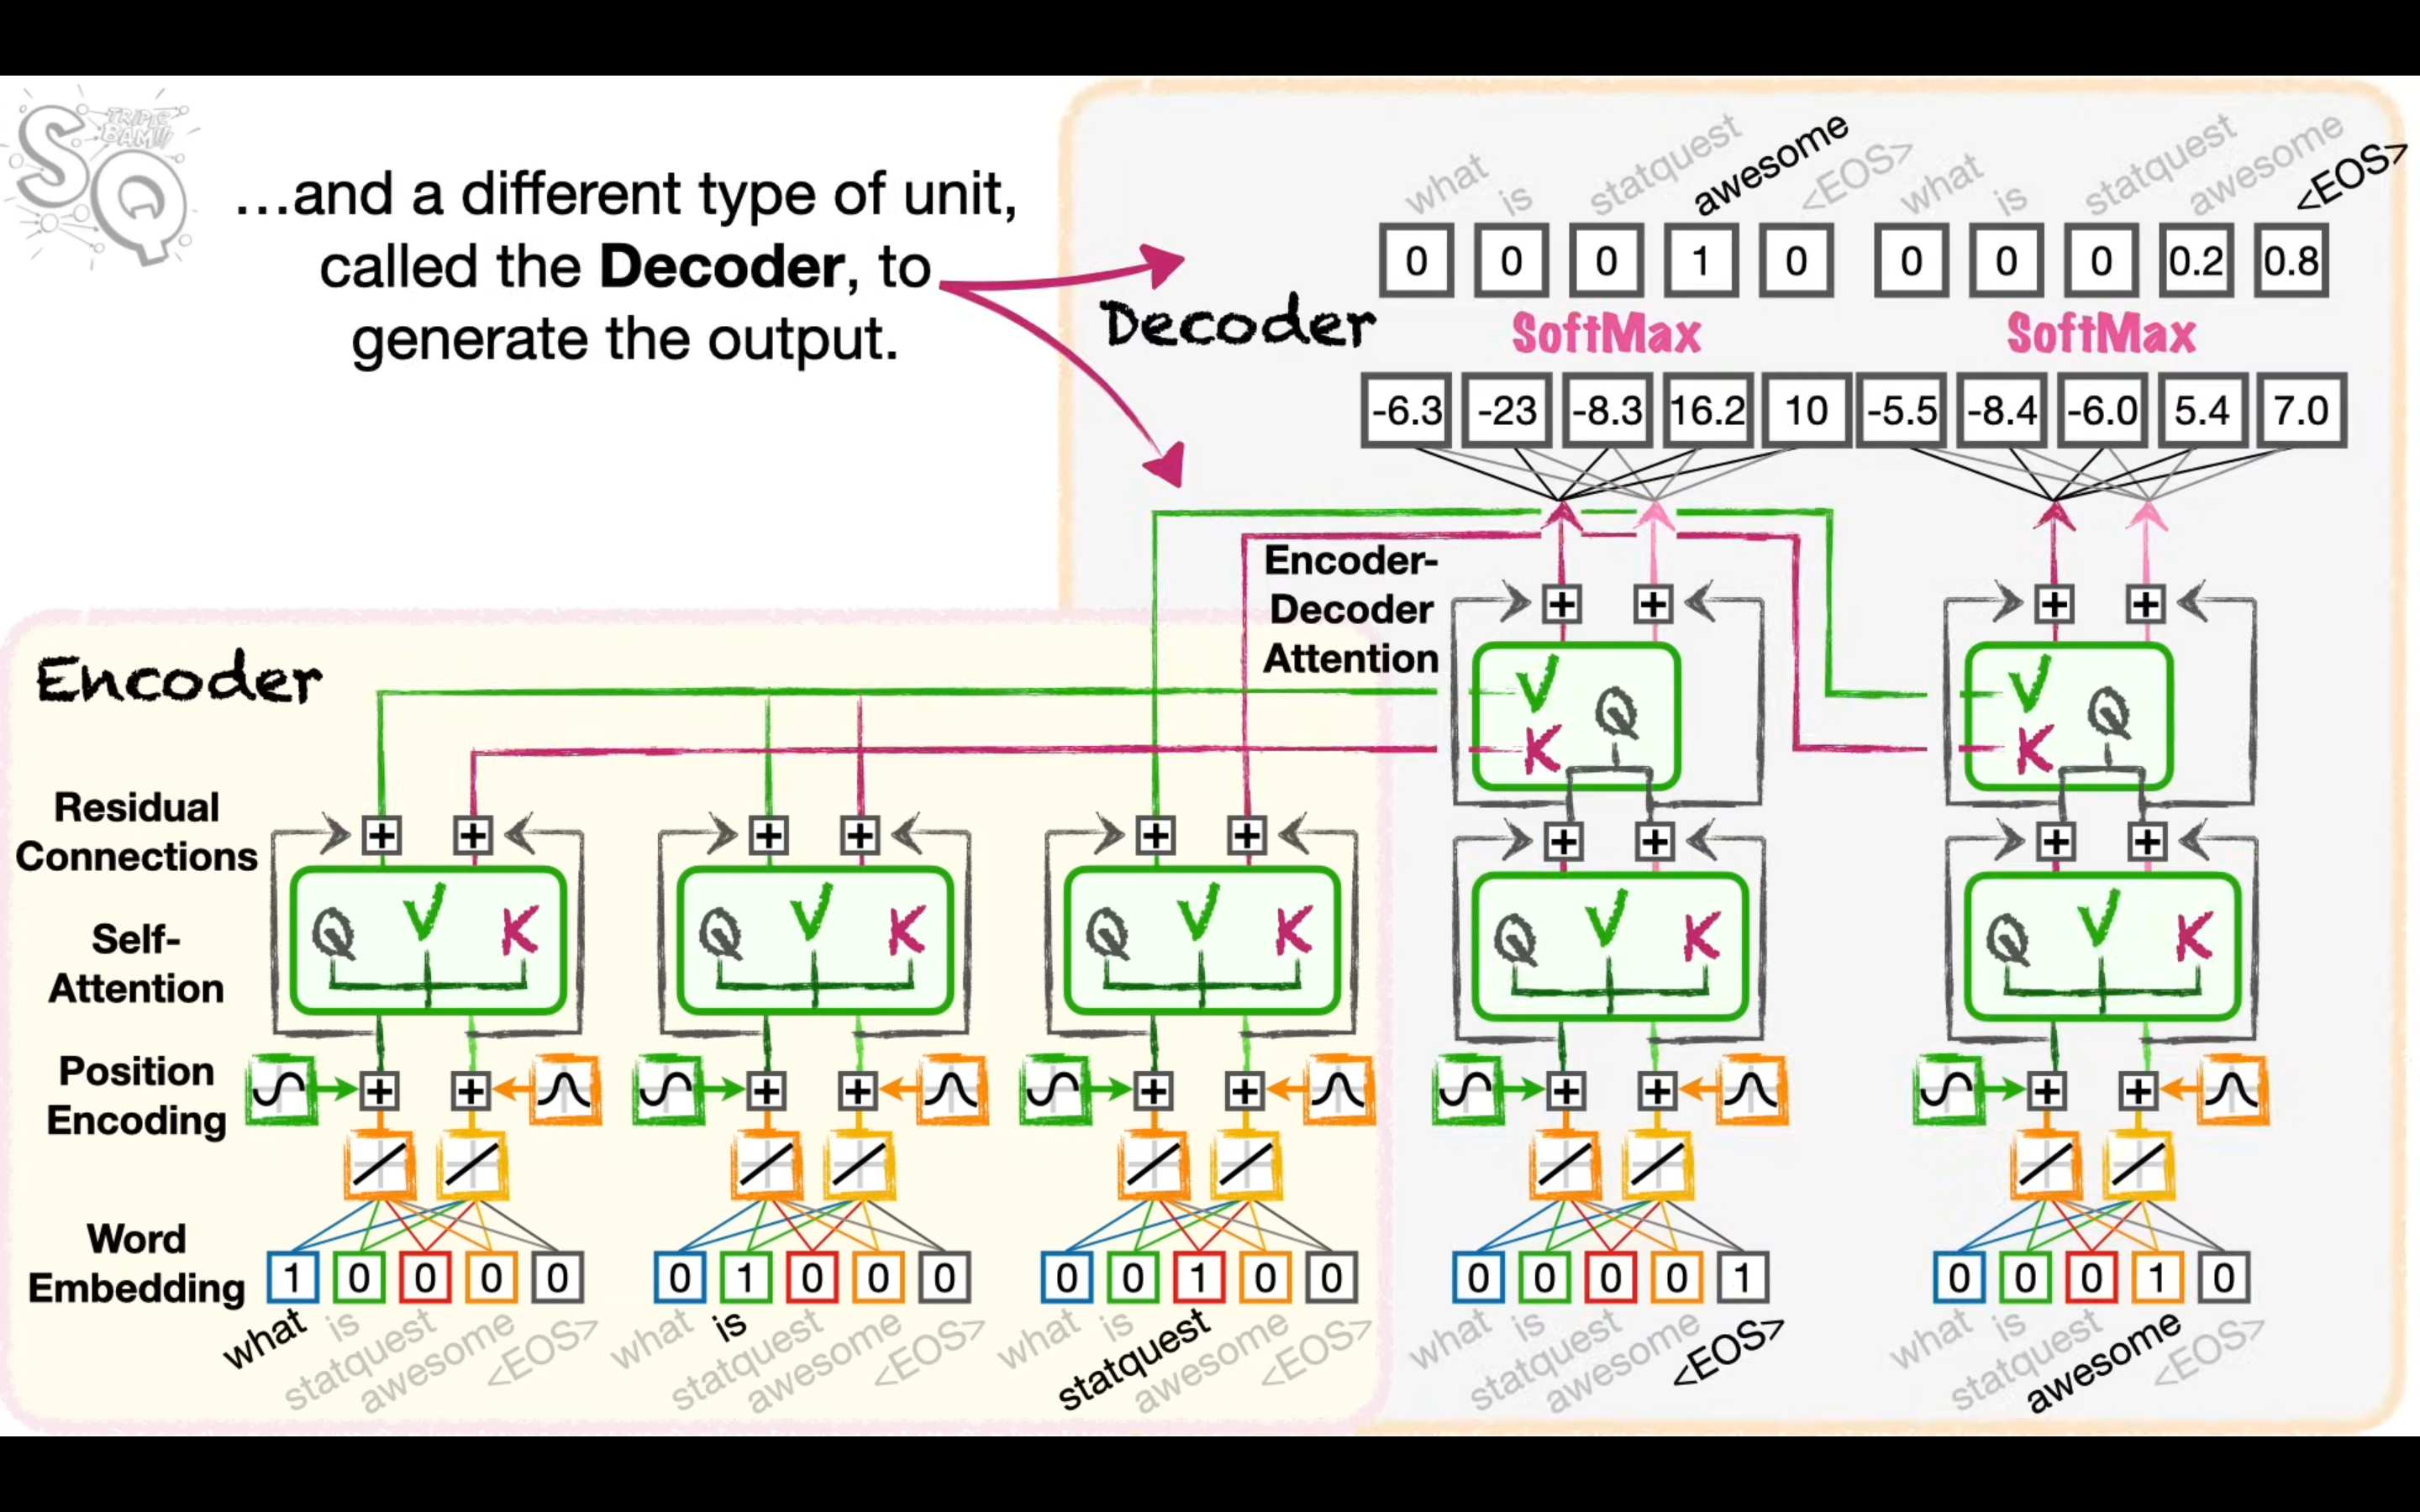 SQ
TRIPLE
BAM!!!
...and a different type of unit,
called the Decoder, to
generate the output.
Decoder
what is statquest awesome <EOS> what is statquest awesome <EOS>
0 0 0 1 0 0 0 0 0.2 0.8
SoftMax SoftMax
-6.3 -23 -8.3 16.2 10 -5.5 -8.4 -6.0 5.4 7.0
Encoder-
Decoder
Attention
+ + + +
V Q V Q
K K
Encoder
Residual
Connections
+ + + + + + + + + +
Self-
Attention
Q V K Q V K Q V K Q V K Q V K
Position
Encoding
+ + + + + + + + + +
Word
Embedding
1 0 0 0 0 0 1 0 0 0 0 0 1 0 0 0 0 0 0 1 0 0 0 1 0
what is statquest awesome <EOS> what is statquest awesome <EOS> what is statquest awesome <EOS> what is statquest awesome <EOS> what is statquest awesome <EOS>